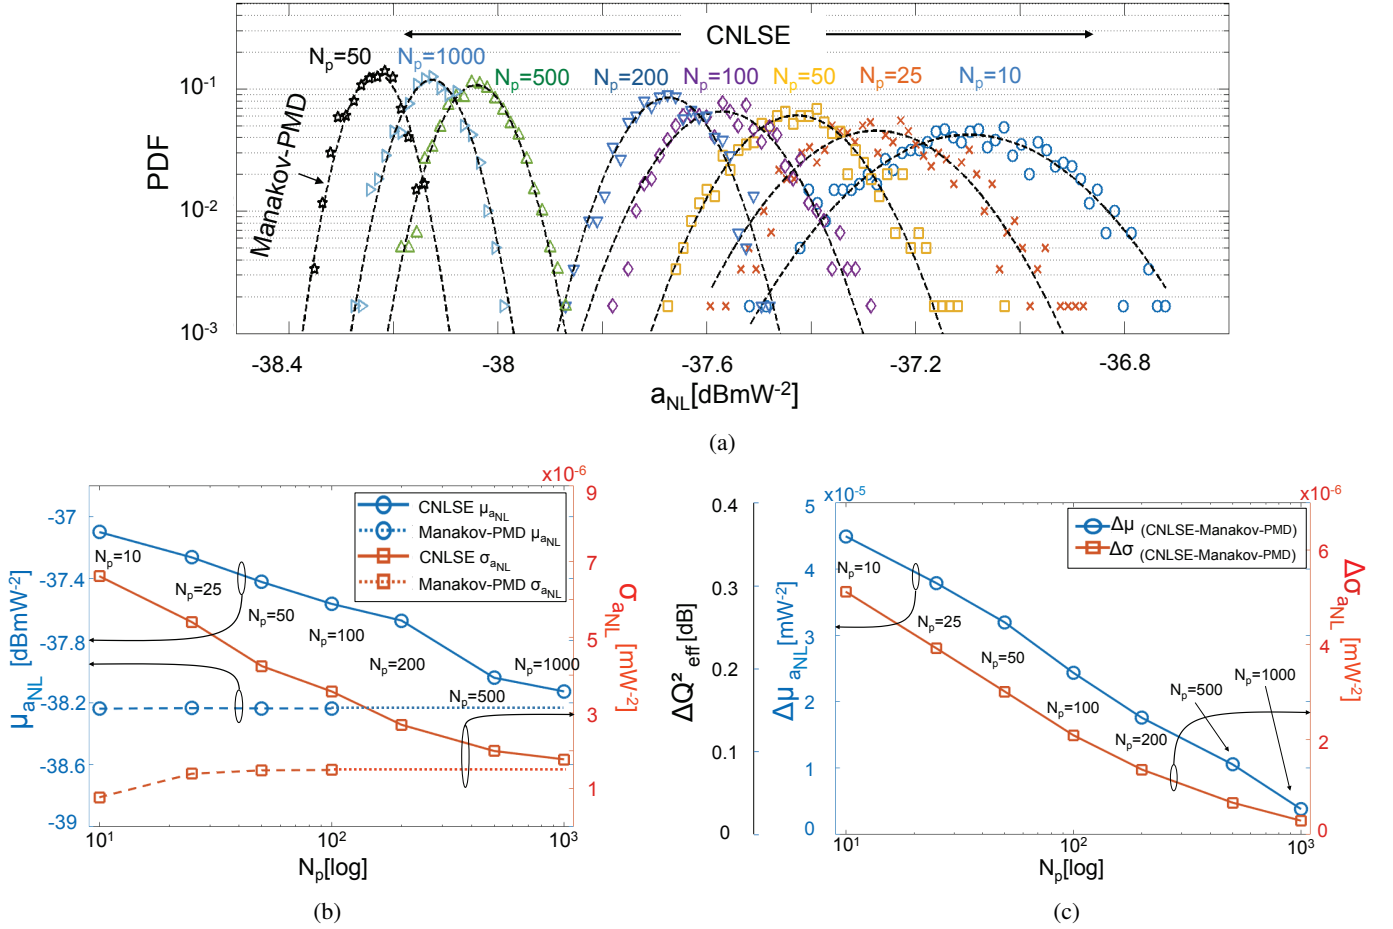 CNLSE
N_p=50
N_p=1000
N_p=500
N_p=200
N_p=100
N_p=50
N_p=25
N_p=10
10^-1
10^-2
10^-3
PDF
Manakov-PMD
-38.4
-38
-37.6
-37.2
-36.8
a_NL[dBmW^-2]
(a)
x10^-6
-37
-37.4
-37.8
-38.2
-38.6
-39
μ_aNL [dBmW^-2]
CNLSE μ_aNL
Manakov-PMD μ_aNL
CNLSE σ_aNL
Manakov-PMD σ_aNL
N_p=10
N_p=25
N_p=50
N_p=100
N_p=200
N_p=500
N_p=1000
9
7
5
3
1
σ_aNL [mW^-2]
10^1
10^2
10^3
N_p[log]
(b)
0.4
0.3
0.2
0.1
0
ΔQ²_eff [dB]
x10^-5
5
4
3
2
1
0
Δμ_aNL [mW^-2]
x10^-6
Δμ (CNLSE-Manakov-PMD)
Δσ (CNLSE-Manakov-PMD)
N_p=10
N_p=25
N_p=50
N_p=100
N_p=200
N_p=500
N_p=1000
6
4
2
0
Δσ_aNL [mW^-2]
10^1
10^2
10^3
N_p[log]
(c)